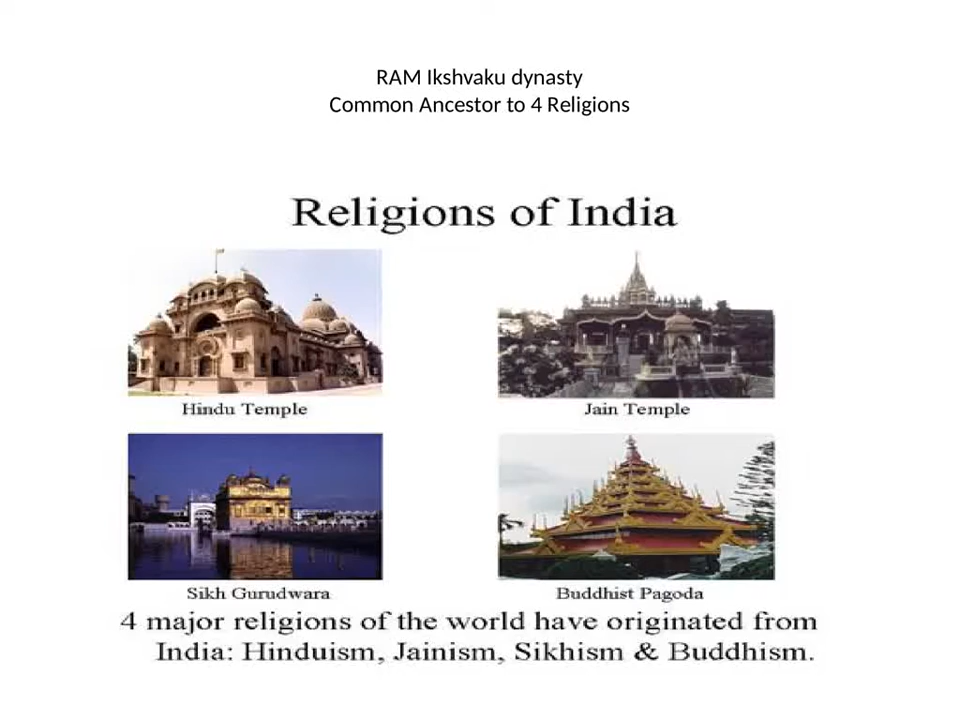 RAM Ikshvaku dynasty
Common Ancestor to 4 Religions
Religions of India
Hindu Temple
Jain Temple
Sikh Gurudwara
Buddhist Pagoda
4 major religions of the world have originated from
India: Hinduism, Jainism, Sikhism & Buddhism.